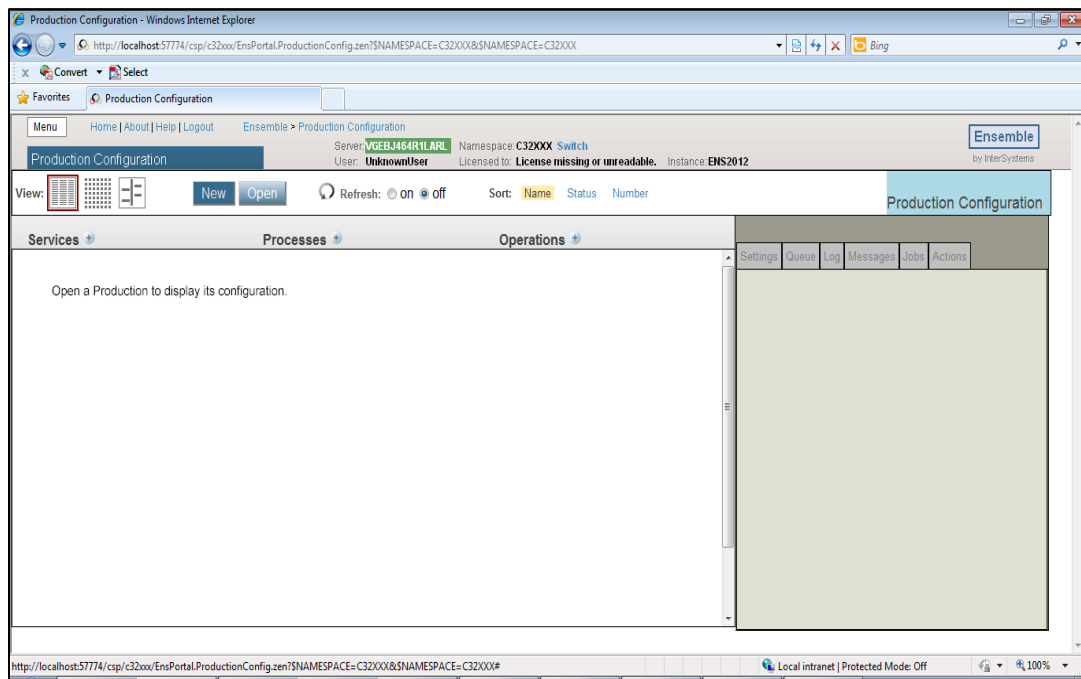 Production Configuration - Windows Internet Explorer
http://localhost:57774/csp/c32xxx/EnsPortal.ProductionConfig.zen?$NAMESPACE=C32XXX&$NAMESPACE=C32XXX
Bing
x Convert Select
Favorites Production Configuration
Menu Home | About | Help | Logout Ensemble > Production Configuration
Server: VGEBJ464R1LARL Namespace: C32XXX Switch
Ensemble
Production Configuration
User: UnknownUser Licensed to: License missing or unreadable. Instance: ENS2012
by InterSystems
View: New Open Refresh: on off Sort: Name Status Number
Production Configuration
Services Processes Operations
Settings Queue Log Messages Jobs Actions
Open a Production to display its configuration.
http://localhost:57774/csp/c32xxx/EnsPortal.ProductionConfig.zen?$NAMESPACE=C32XXX&$NAMESPACE=C32XXX#
Local intranet | Protected Mode: Off
100%